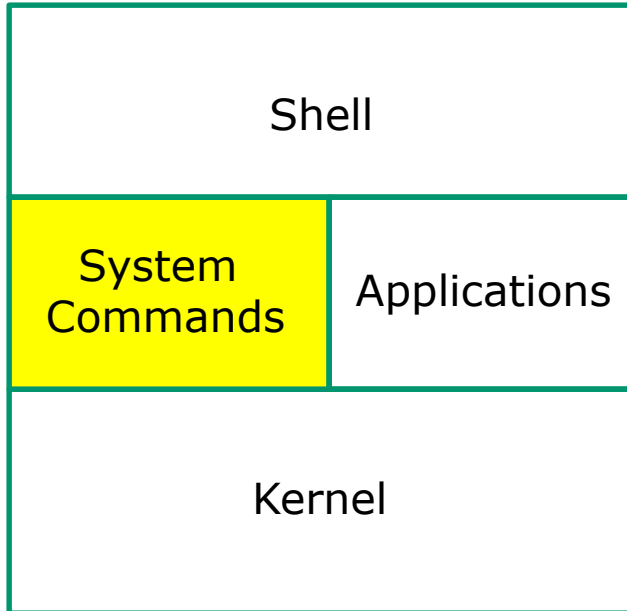 Shell
System
Commands
Applications
Kernel